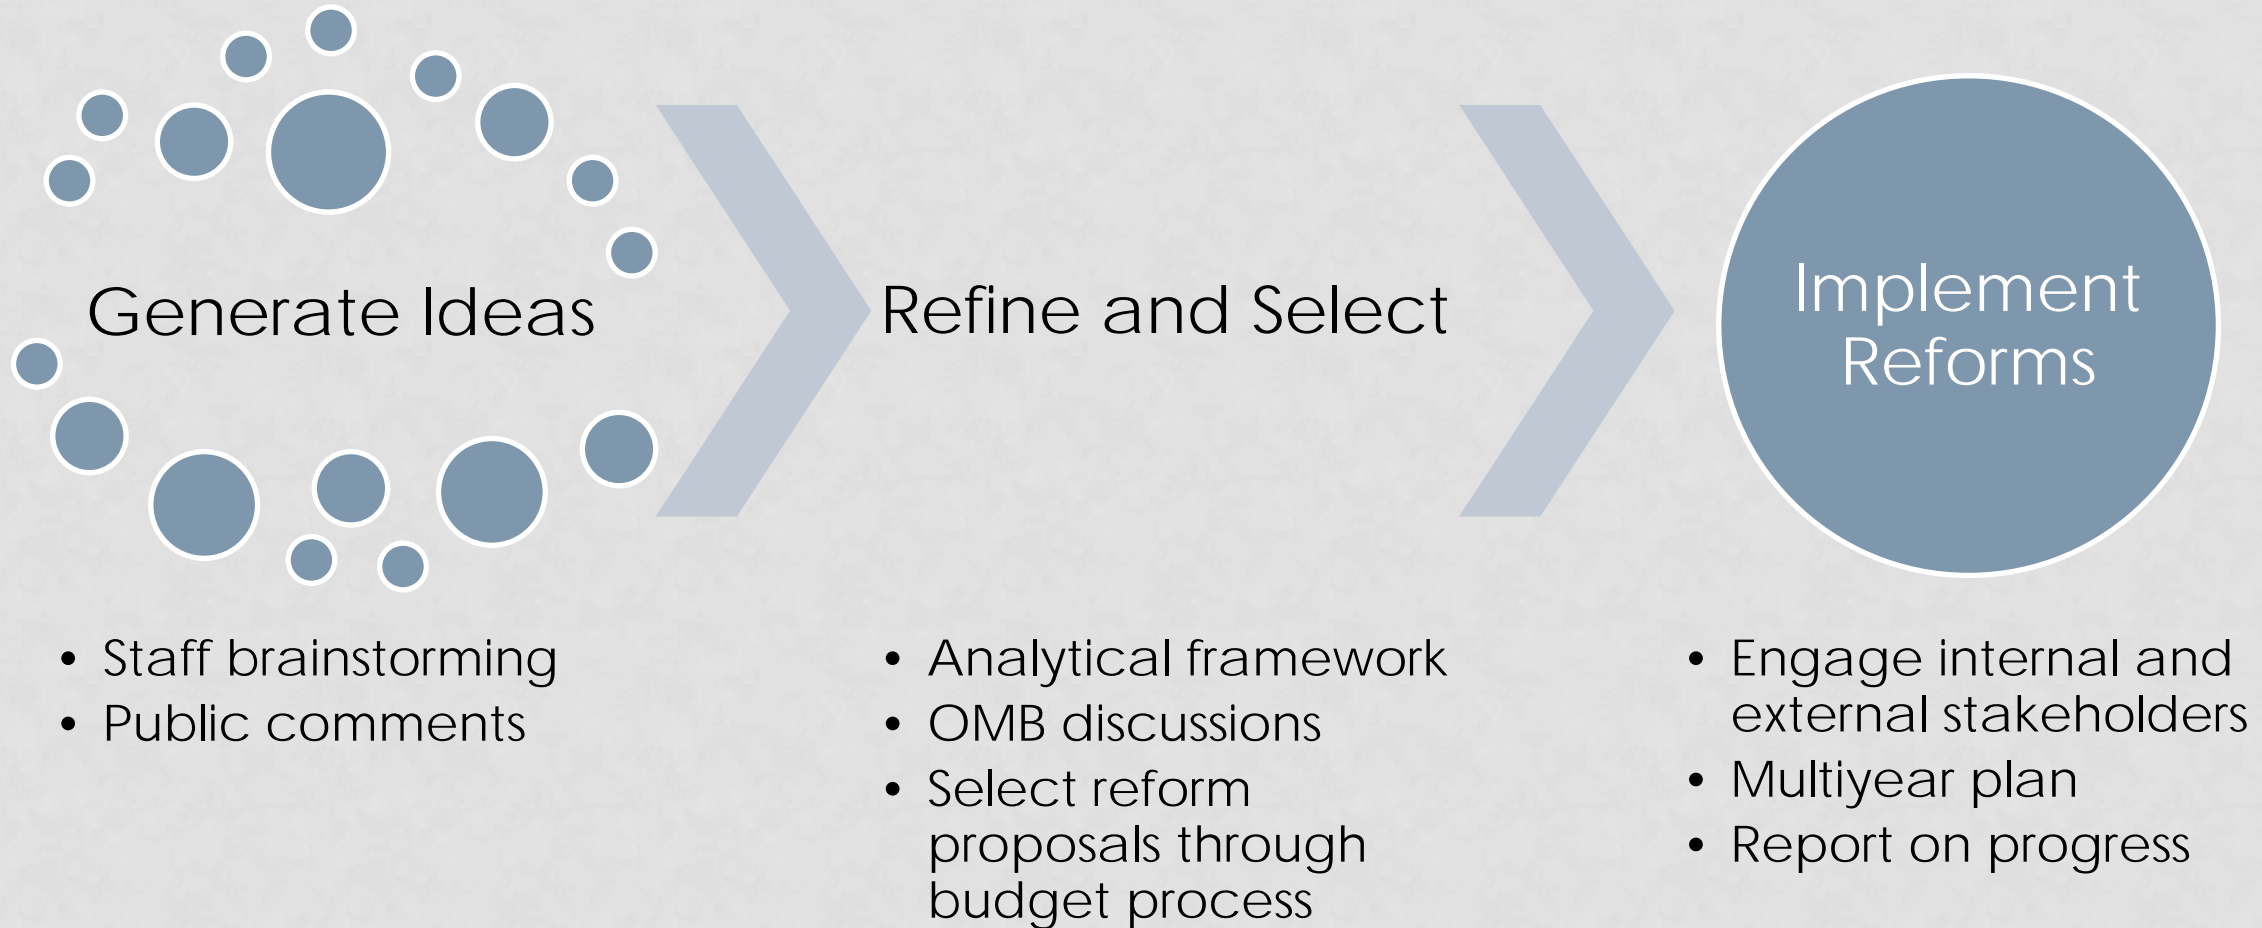 Generate Ideas
Refine and Select
Implement
Reforms
• Staff brainstorming
• Public comments
• Analytical framework
• OMB discussions
• Select reform
proposals through
budget process
• Engage internal and
external stakeholders
• Multiyear plan
• Report on progress